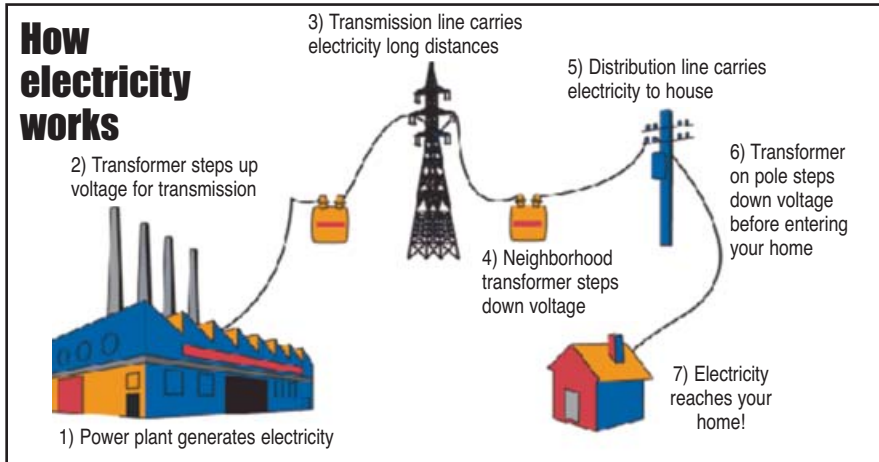 How
electricity
works
1) Power plant generates electricity
2) Transformer steps up
voltage for transmission
3) Transmission line carries
electricity long distances
4) Neighborhood
transformer steps
down voltage
5) Distribution line carries
electricity to house
6) Transformer
on pole steps
down voltage
before entering
your home
7) Electricity
reaches your
home!